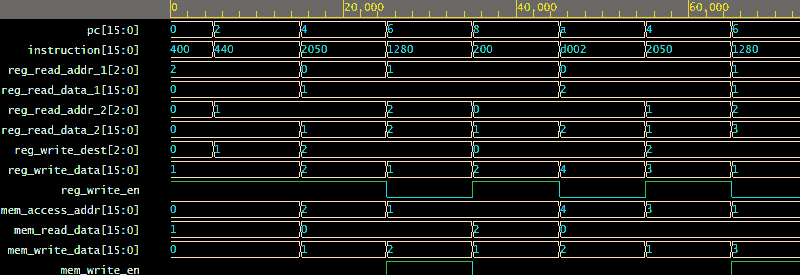 0 20,000 40,000 60,000
pc[15:0] 0 2 4 6 8 a 4 6
instruction[15:0] 400 440 2050 1280 200 d002 2050 1280
reg_read_addr_1[2:0] 2 0 1 0 1
reg_read_data_1[15:0] 0 1 2 1
reg_read_addr_2[2:0] 0 1 2 0 1 2
reg_read_data_2[15:0] 0 1 2 1 2 1 3
reg_write_dest[2:0] 0 1 2 0 2
reg_write_data[15:0] 1 2 1 2 4 3 1
reg_write_en
mem_access_addr[15:0] 0 2 1 4 3 1
mem_read_data[15:0] 1 0 2 0
mem_write_data[15:0] 0 1 2 1 2 1 3
mem_write_en